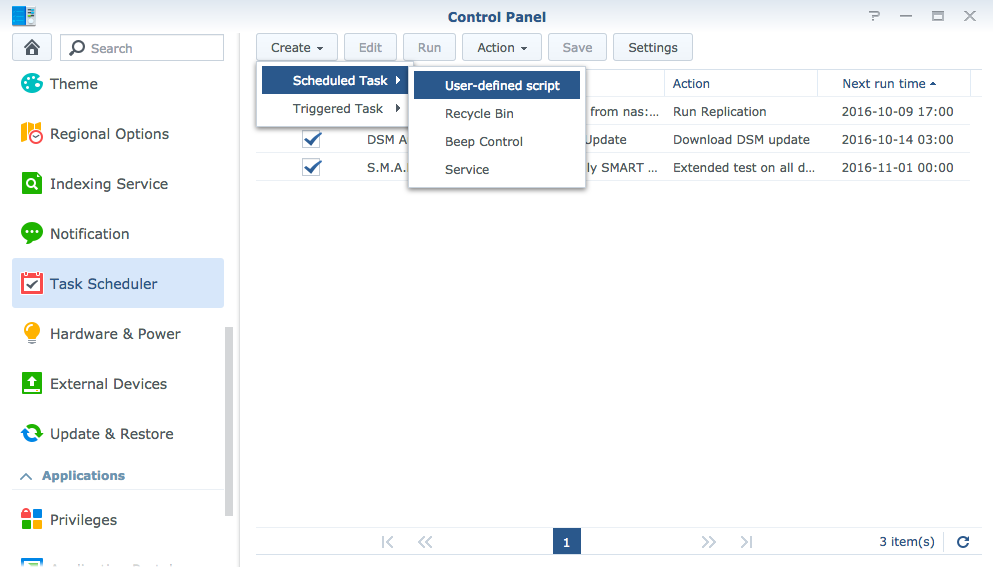 Control Panel
Search
Create Edit Run Action Save Settings
Theme
Regional Options
Indexing Service
Notification
Task Scheduler
Hardware & Power
External Devices
Update & Restore
Applications
Privileges
Scheduled Task
Triggered Task
User-defined script
Recycle Bin
Beep Control
Service
Action Next run time
from nas:... Run Replication 2016-10-09 17:00
DSM A Update Download DSM update 2016-10-14 03:00
S.M.A. ly SMART ... Extended test on all d... 2016-11-01 00:00
1
3 item(s)